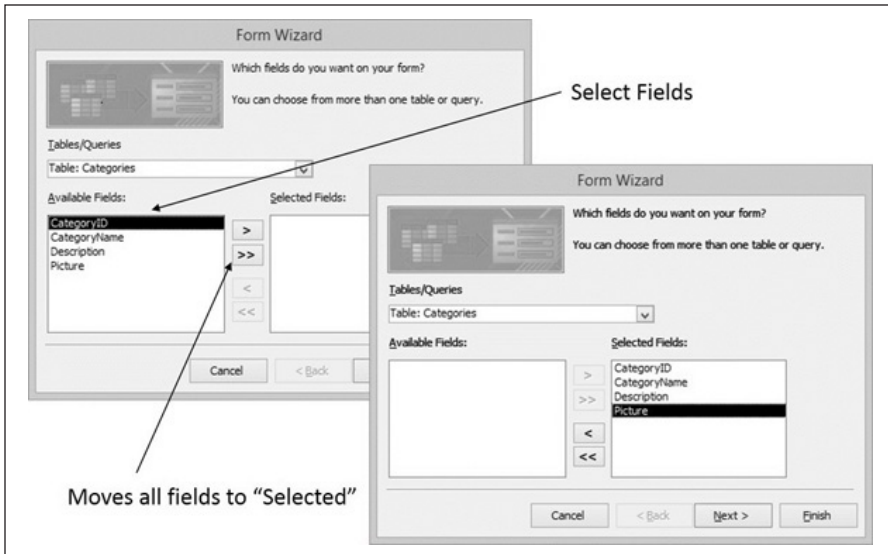 Form Wizard
Which fields do you want on your form?
You can choose from more than one table or query.
Select Fields
Tables/Queries
Table: Categories
Available Fields:
Selected Fields:
CategoryID
CategoryName
Description
Picture
>
>>
<
<<
Cancel
< Back
Moves all fields to “Selected”
Form Wizard
Which fields do you want on your form?
You can choose from more than one table or query.
Tables/Queries
Table: Categories
Available Fields:
Selected Fields:
>
>>
<
<<
CategoryID
CategoryName
Description
Picture
Cancel
< Back
Next >
Finish